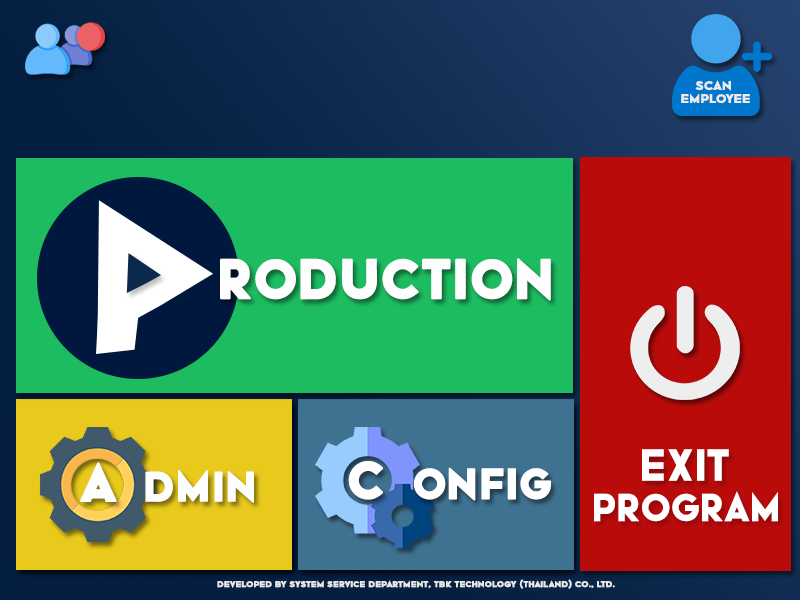 SCAN
EMPLOYEE
PRODUCTION
ADMIN
CONFIG
EXIT
PROGRAM
DEVELOPED BY SYSTEM SERVICE DEPARTMENT, TBK TECHNOLOGY (THAILAND) CO., LTD.